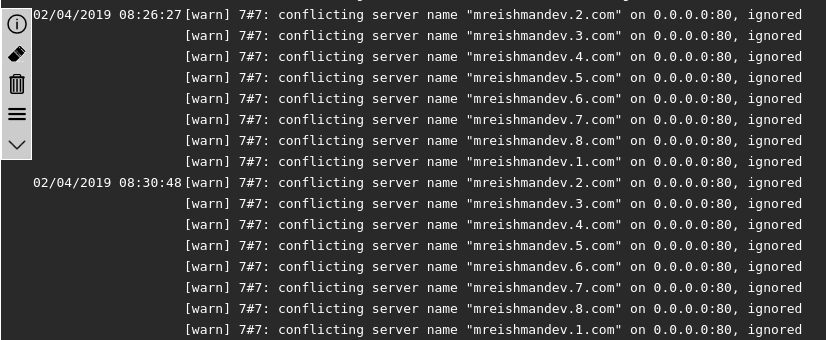 02/04/2019 08:26:27 [warn] 7#7: conflicting server name "mreishmandev.2.com" on 0.0.0.0:80, ignored
[warn] 7#7: conflicting server name "mreishmandev.3.com" on 0.0.0.0:80, ignored
[warn] 7#7: conflicting server name "mreishmandev.4.com" on 0.0.0.0:80, ignored
[warn] 7#7: conflicting server name "mreishmandev.5.com" on 0.0.0.0:80, ignored
[warn] 7#7: conflicting server name "mreishmandev.6.com" on 0.0.0.0:80, ignored
[warn] 7#7: conflicting server name "mreishmandev.7.com" on 0.0.0.0:80, ignored
[warn] 7#7: conflicting server name "mreishmandev.8.com" on 0.0.0.0:80, ignored
[warn] 7#7: conflicting server name "mreishmandev.1.com" on 0.0.0.0:80, ignored
02/04/2019 08:30:48 [warn] 7#7: conflicting server name "mreishmandev.2.com" on 0.0.0.0:80, ignored
[warn] 7#7: conflicting server name "mreishmandev.3.com" on 0.0.0.0:80, ignored
[warn] 7#7: conflicting server name "mreishmandev.4.com" on 0.0.0.0:80, ignored
[warn] 7#7: conflicting server name "mreishmandev.5.com" on 0.0.0.0:80, ignored
[warn] 7#7: conflicting server name "mreishmandev.6.com" on 0.0.0.0:80, ignored
[warn] 7#7: conflicting server name "mreishmandev.7.com" on 0.0.0.0:80, ignored
[warn] 7#7: conflicting server name "mreishmandev.8.com" on 0.0.0.0:80, ignored
[warn] 7#7: conflicting server name "mreishmandev.1.com" on 0.0.0.0:80, ignored